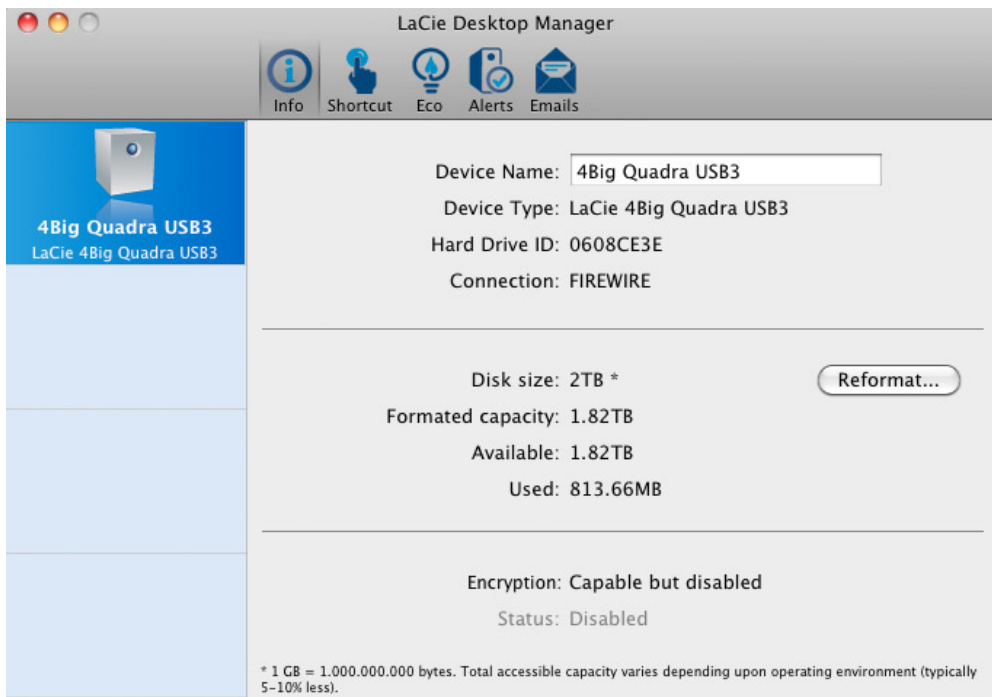 LaCie Desktop Manager
Info Shortcut Eco Alerts Emails
4Big Quadra USB3
LaCie 4Big Quadra USB3
Device Name: 4Big Quadra USB3
Device Type: LaCie 4Big Quadra USB3
Hard Drive ID: 0608CE3E
Connection: FIREWIRE
Disk size: 2TB *
Reformat...
Formated capacity: 1.82TB
Available: 1.82TB
Used: 813.66MB
Encryption: Capable but disabled
Status: Disabled
* 1 GB = 1.000.000.000 bytes. Total accessible capacity varies depending upon operating environment (typically
5-10% less).